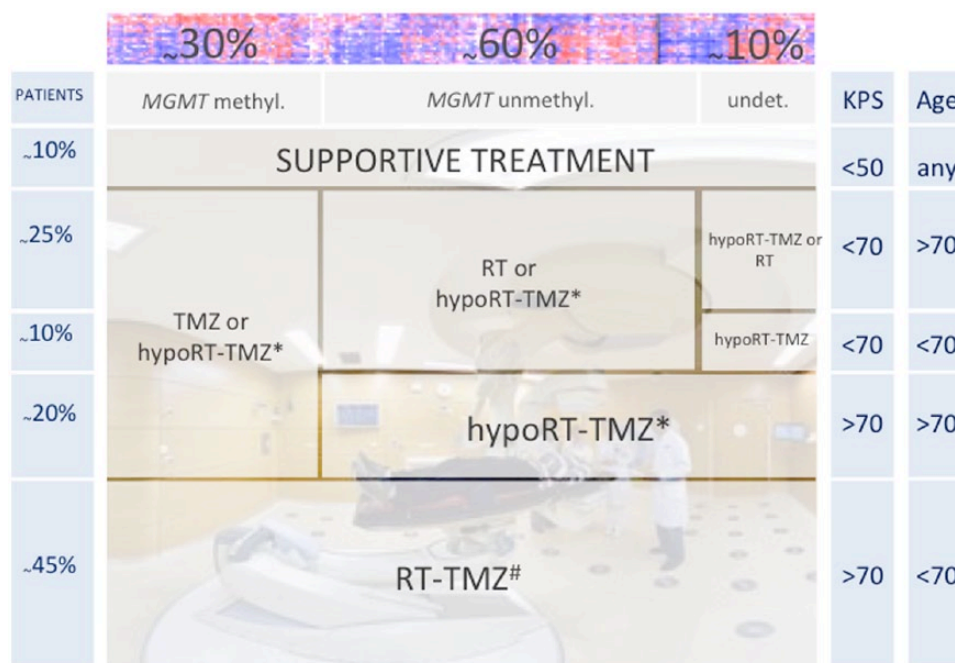 ~30% ~60% ~10%
PATIENTS MGMT methyl. MGMT unmethyl. undet. KPS Age
~10% SUPPORTIVE TREATMENT <50 any
~25% RT or hypoRT-TMZ* hypoRT-TMZ or RT <70 >70
~10% TMZ or hypoRT-TMZ* hypoRT-TMZ <70 <70
~20% hypoRT-TMZ* >70 >70
~45% RT-TMZ# >70 <70